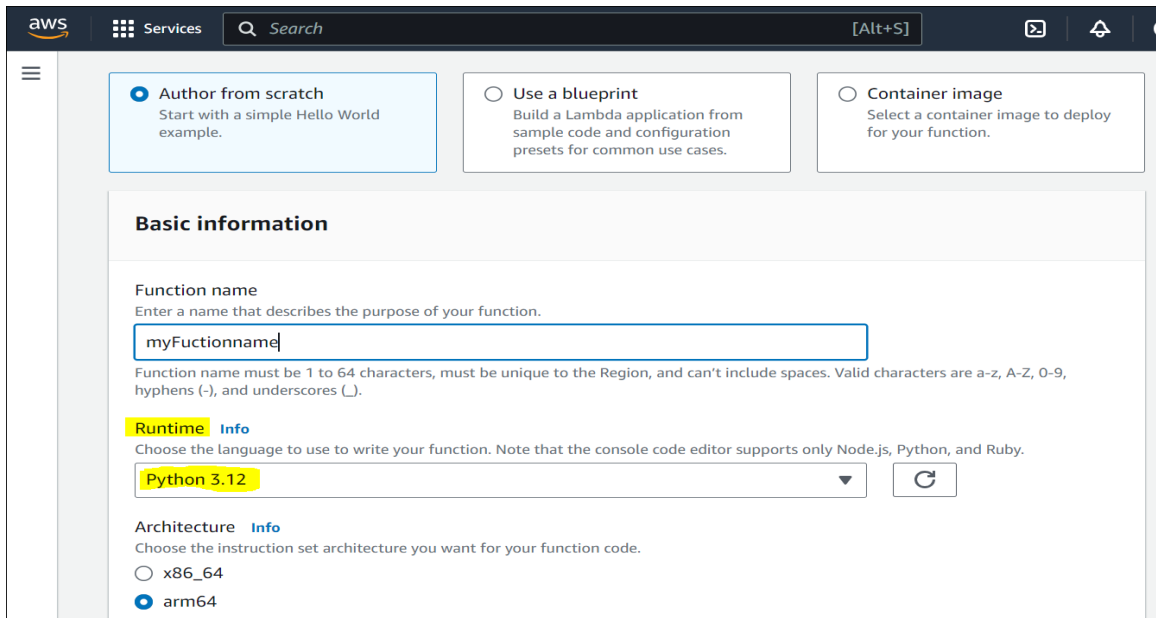 aws Services Search [Alt+S]
Author from scratch
Start with a simple Hello World
example.
Use a blueprint
Build a Lambda application from
sample code and configuration
presets for common use cases.
Container image
Select a container image to deploy
for your function.
Basic information
Function name
Enter a name that describes the purpose of your function.
myFuctionname
Function name must be 1 to 64 characters, must be unique to the Region, and can't include spaces. Valid characters are a-z, A-Z, 0-9,
hyphens (-), and underscores (_).
Runtime Info
Choose the language to use to write your function. Note that the console code editor supports only Node.js, Python, and Ruby.
Python 3.12
Architecture Info
Choose the instruction set architecture you want for your function code.
x86_64
arm64